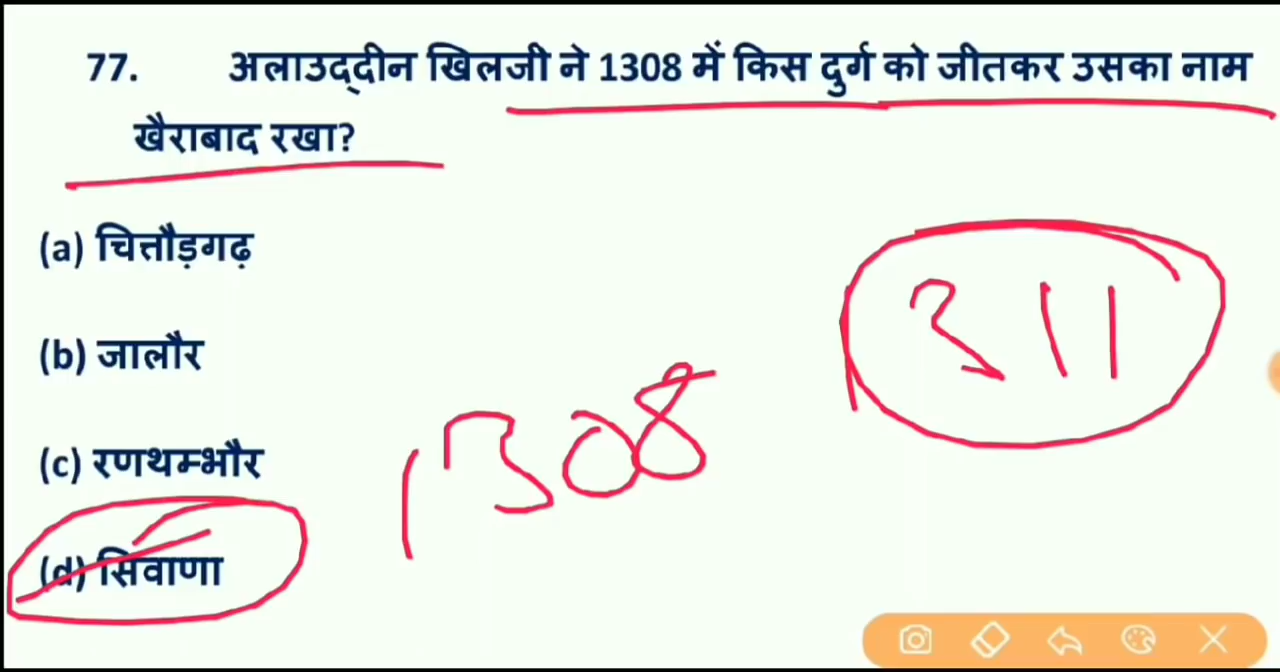 77. अलाउद्दीन खिलजी ने 1308 में किस दुर्ग को जीतकर उसका नाम
खैराबाद रखा?
(a) चित्तौड़गढ़
(b) जालौर
(c) रणथम्भौर
(d) सिवाणा
1308
311